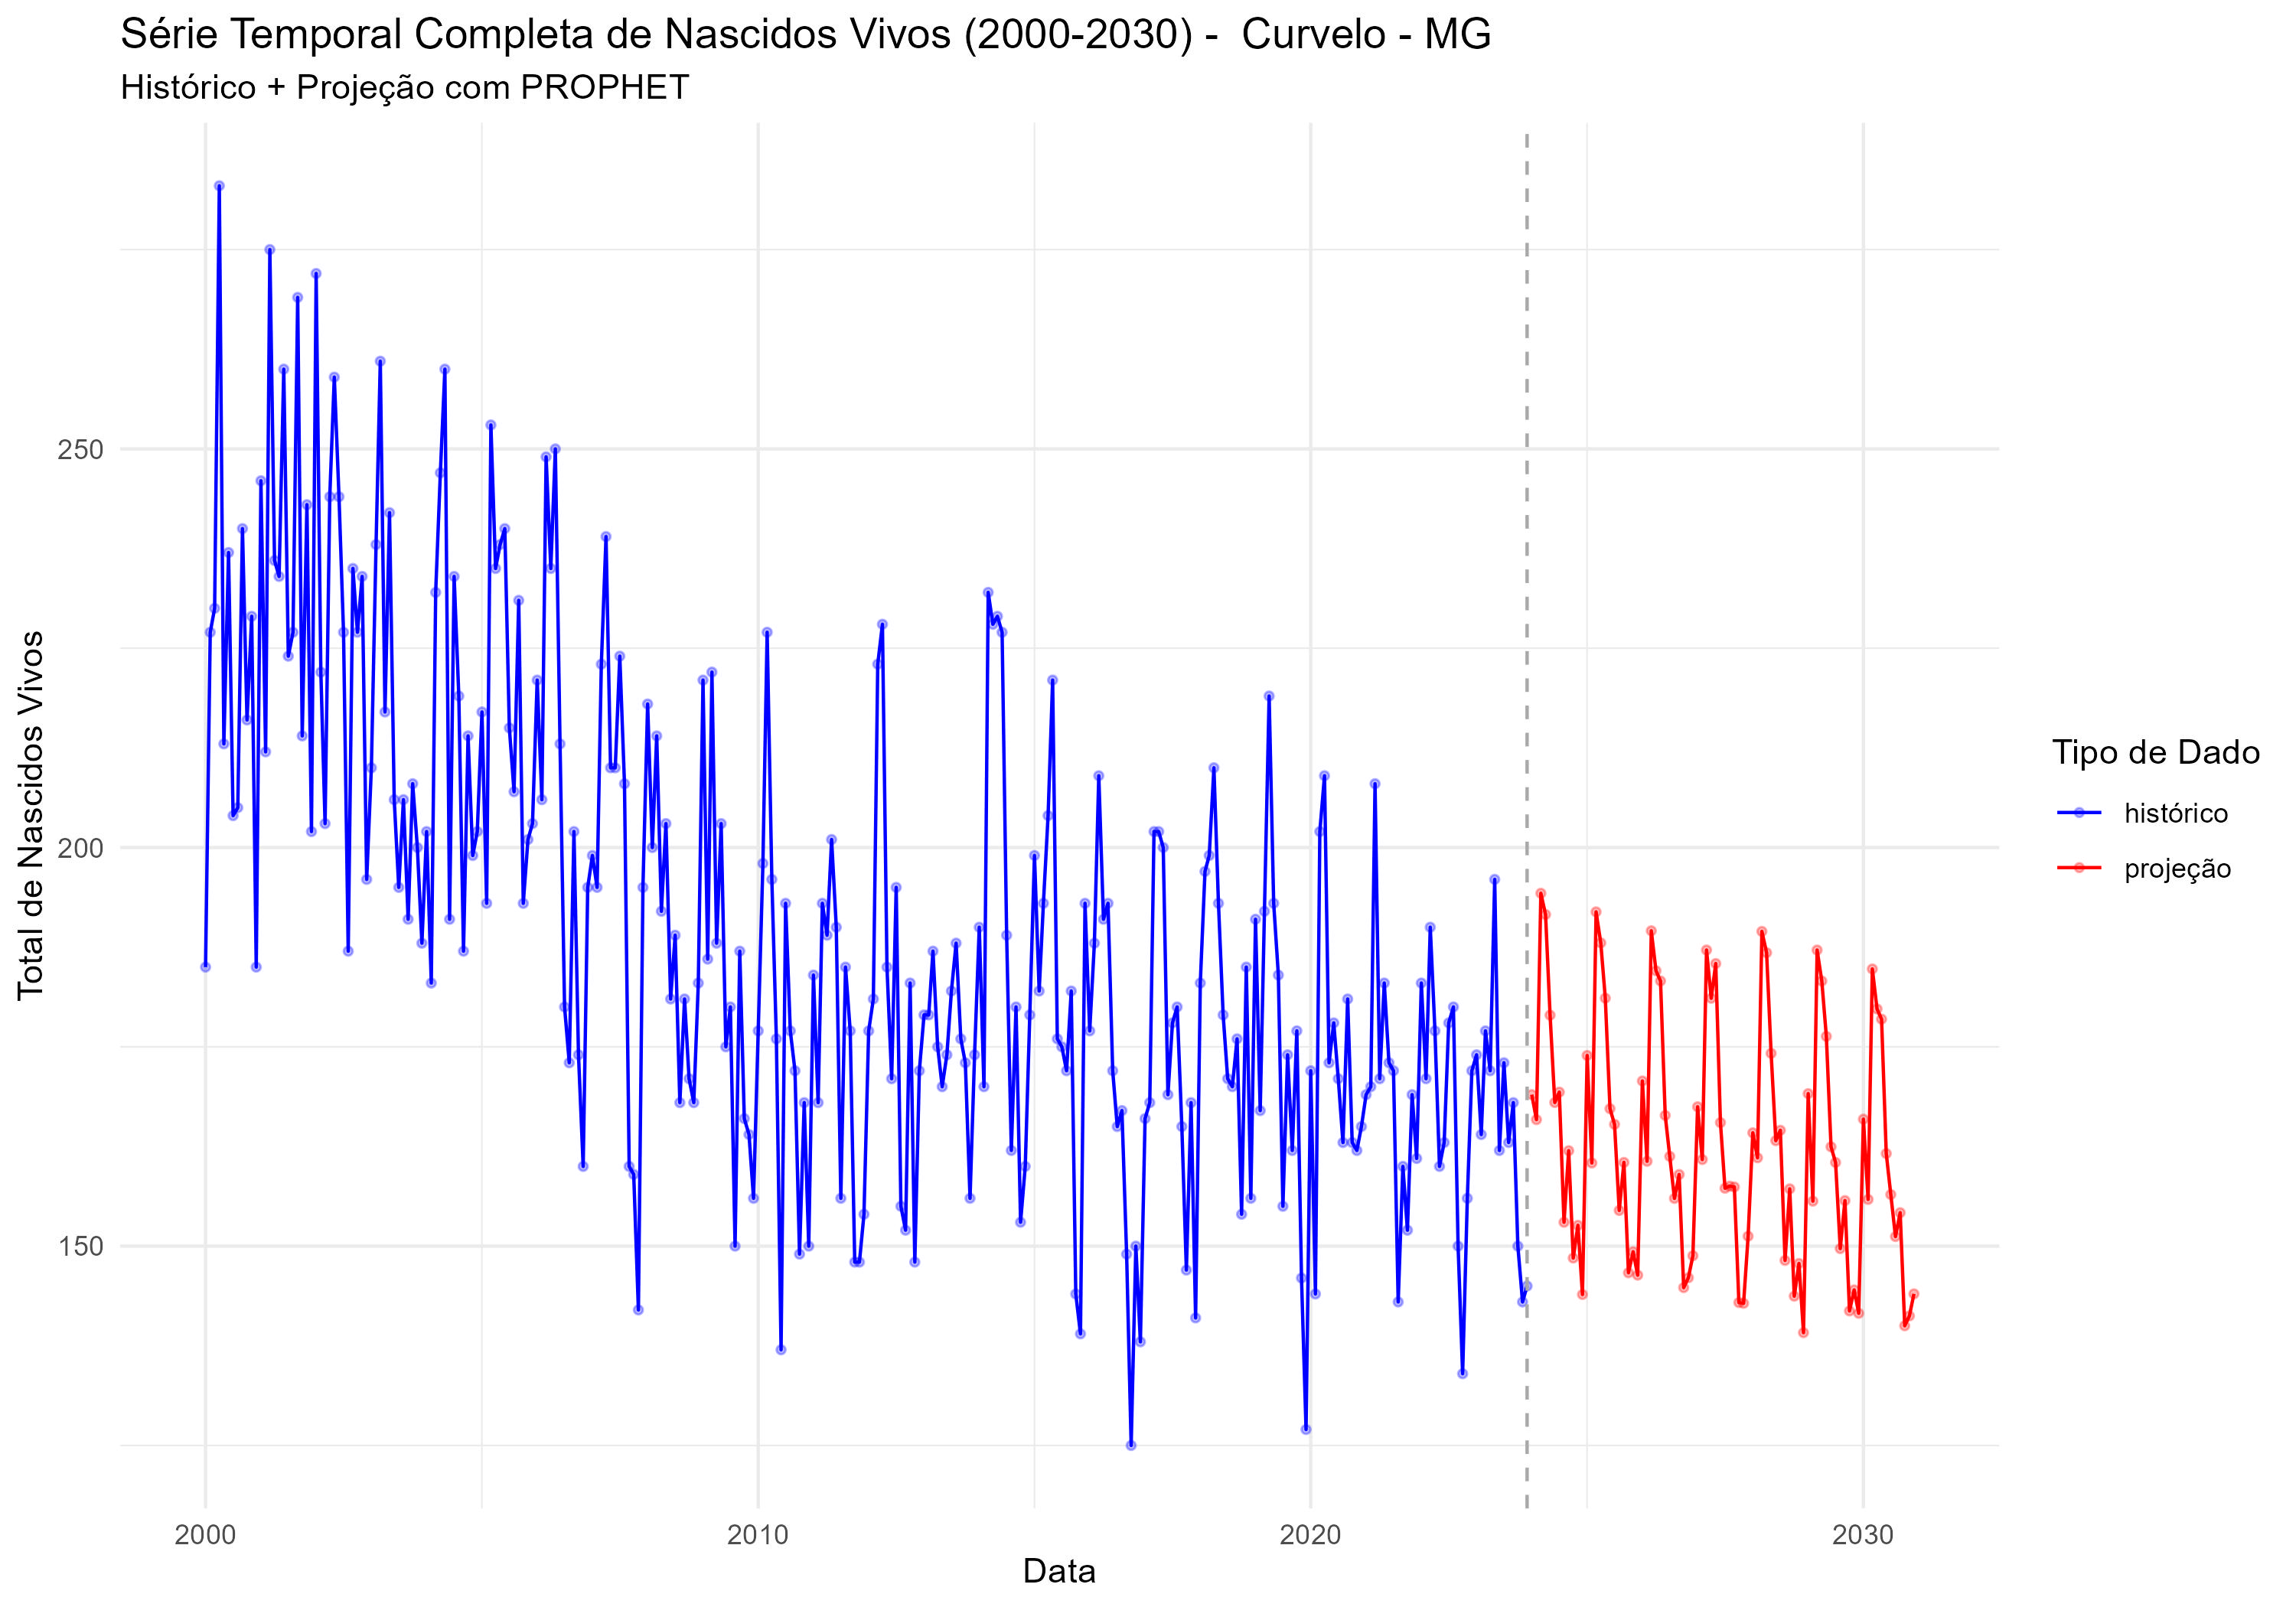 Série Temporal Completa de Nascidos Vivos (2000-2030) -  Curvelo - MG
Histórico + Projeção com PROPHET
Total de Nascidos Vivos
250
200
150
2000
2010
2020
2030
Data
Tipo de Dado
histórico
projeção